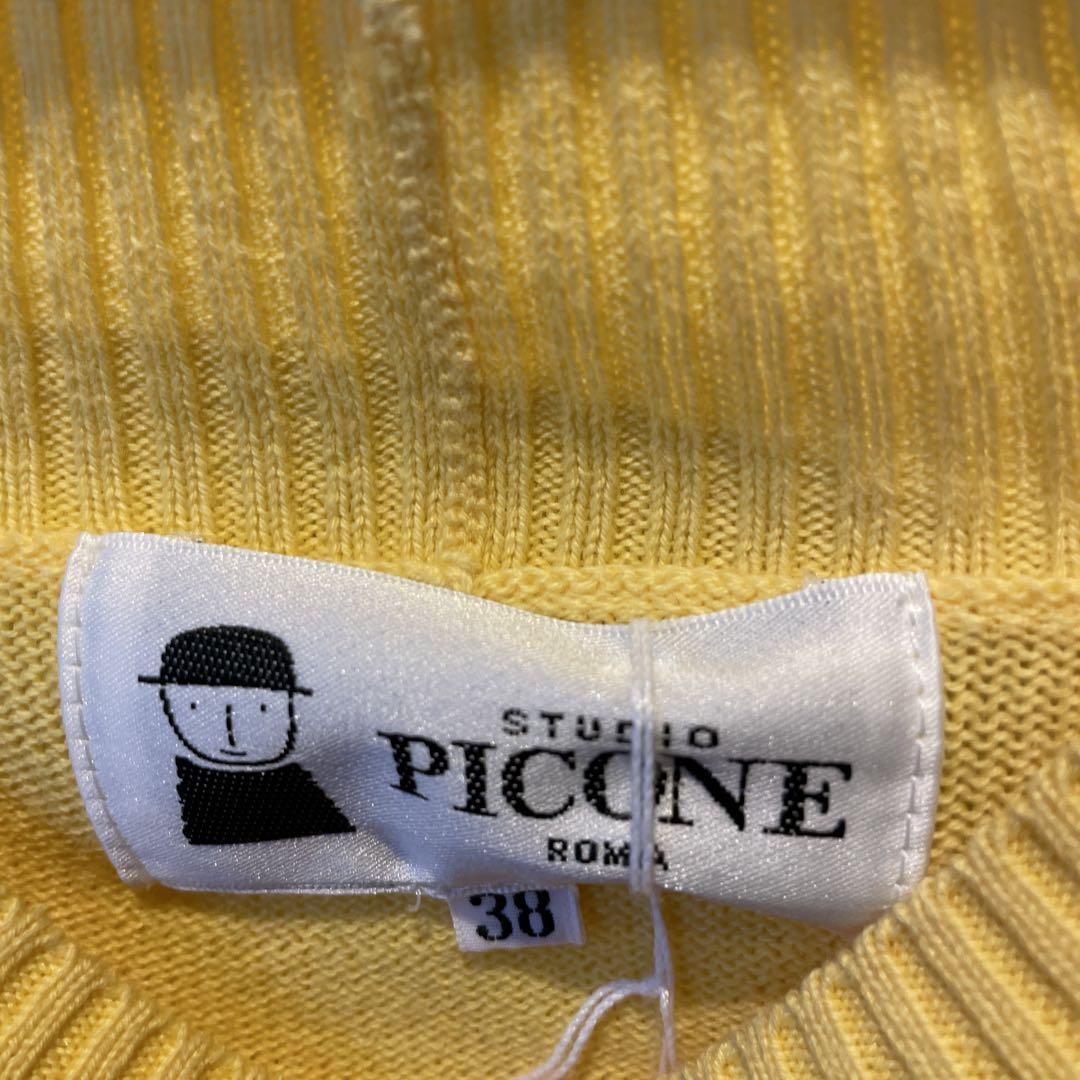 STUDIO
PICONE
ROMA
38